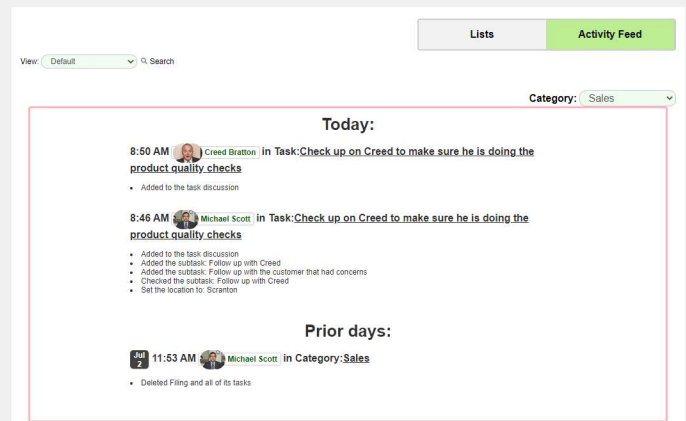 Lists
Activity Feed
View: Default
Search
Category: Sales
Today:
8:50 AM Creed Bratton in Task:Check up on Creed to make sure he is doing the
product quality checks
• Added to the task discussion
8:46 AM Michael Scott in Task:Check up on Creed to make sure he is doing the
product quality checks
• Added to the task discussion
• Added the subtask: Follow up with Creed
• Added the subtask: Follow up with the customer that had concerns
• Checked the subtask: Follow up with Creed
• Set the location to: Scranton
Prior days:
Jul
2
11:53 AM Michael Scott in Category:Sales
• Deleted Filing and all of its tasks